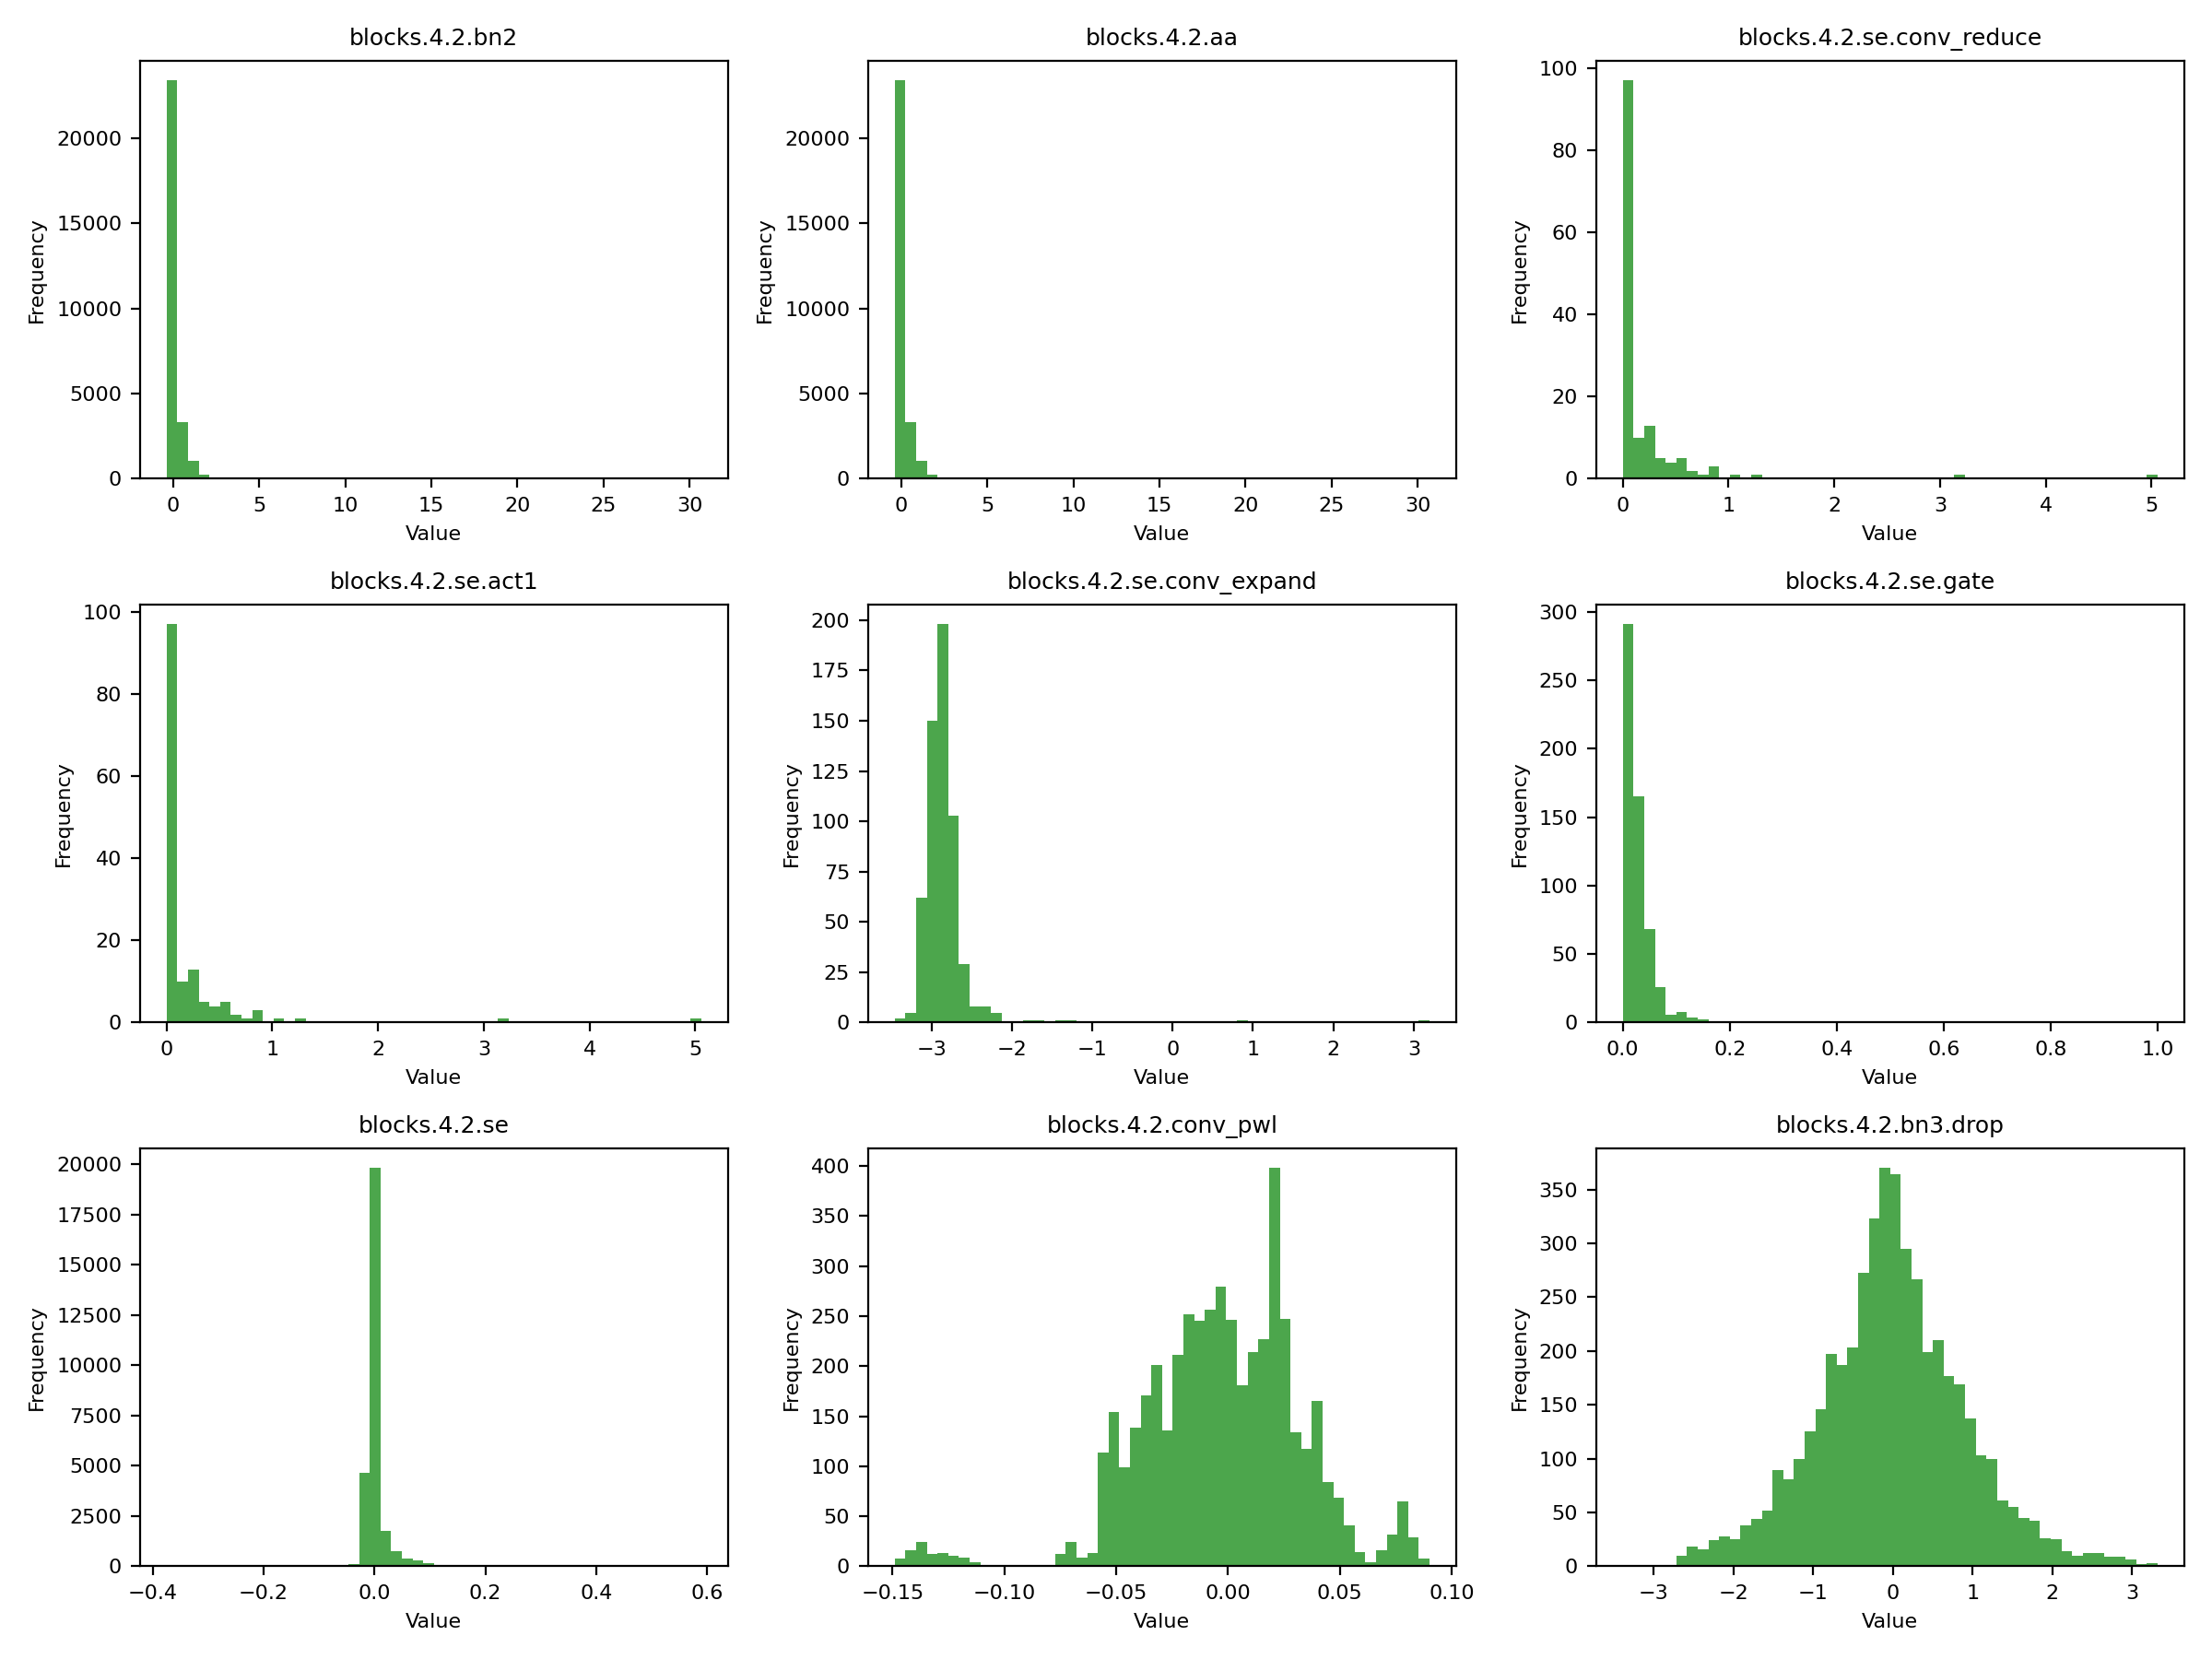 blocks.4.2.bn2
Frequency
20000
15000
10000
5000
0
0 5 10 15 20 25 30
Value
blocks.4.2.aa
Frequency
20000
15000
10000
5000
0
0 5 10 15 20 25 30
Value
blocks.4.2.se.conv_reduce
Frequency
100
80
60
40
20
0
0 1 2 3 4 5
Value
blocks.4.2.se.act1
Frequency
100
80
60
40
20
0
0 1 2 3 4 5
Value
blocks.4.2.se.conv_expand
Frequency
200
175
150
125
100
75
50
25
0
−3 −2 −1 0 1 2 3
Value
blocks.4.2.se.gate
Frequency
300
250
200
150
100
50
0
0.0 0.2 0.4 0.6 0.8 1.0
Value
blocks.4.2.se
Frequency
20000
17500
15000
12500
10000
7500
5000
2500
0
−0.4 −0.2 0.0 0.2 0.4 0.6
Value
blocks.4.2.conv_pwl
Frequency
400
350
300
250
200
150
100
50
0
−0.15 −0.10 −0.05 0.00 0.05 0.10
Value
blocks.4.2.bn3.drop
Frequency
350
300
250
200
150
100
50
0
−3 −2 −1 0 1 2 3
Value